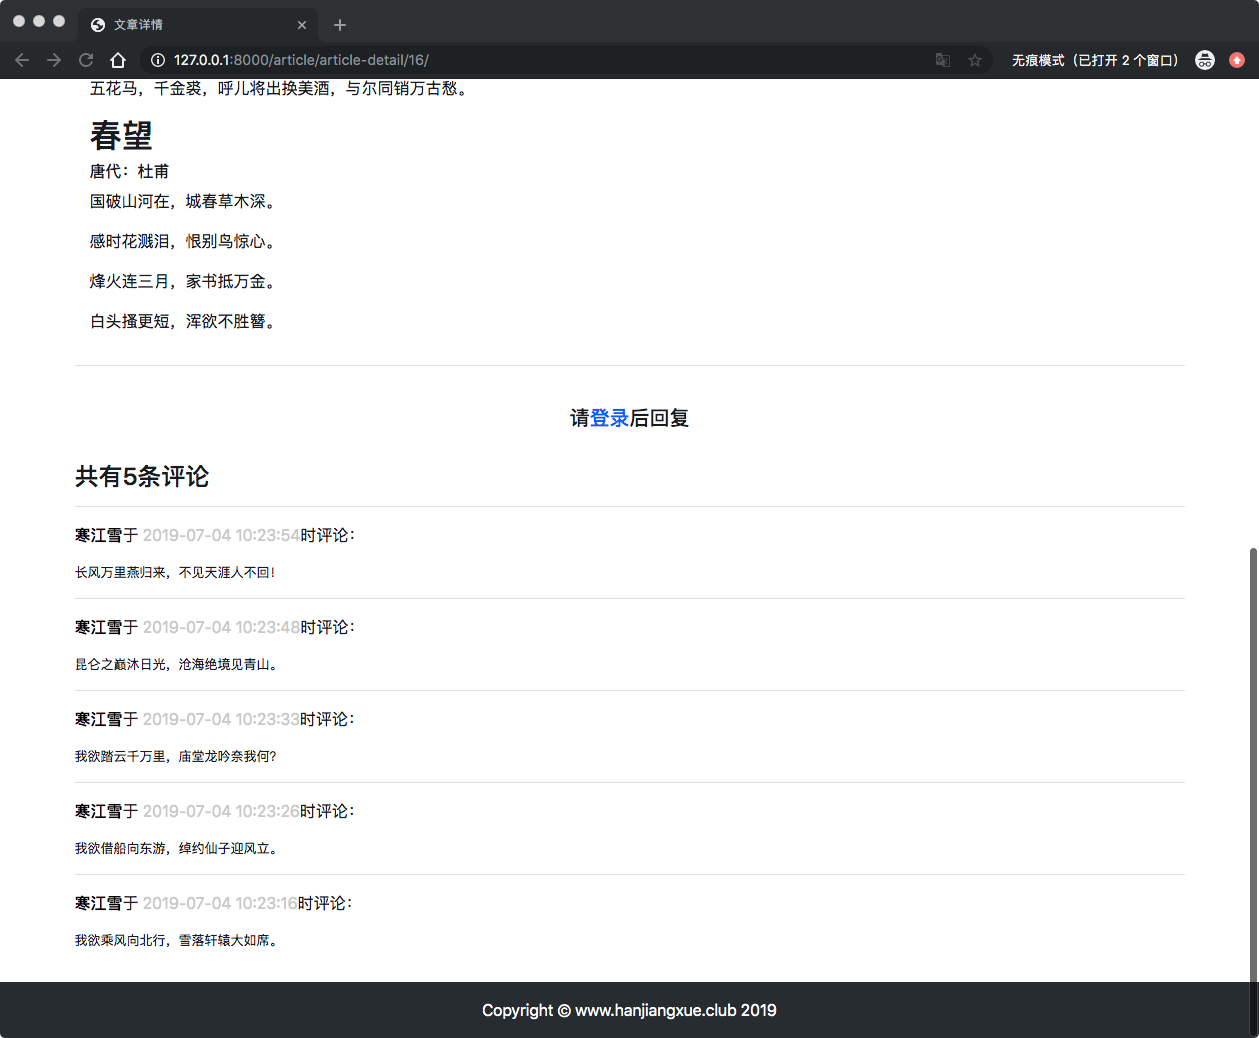 文章详情
127.0.0.1:8000/article/article-detail/16/
无痕模式（已打开 2 个窗口）
五花马，千金裘，呼儿将出换美酒，与尔同销万古愁。
春望
唐代：杜甫
国破山河在，城春草木深。
感时花溅泪，恨别鸟惊心。
烽火连三月，家书抵万金。
白头搔更短，浑欲不胜簪。
请登录后回复
共有5条评论
寒江雪于 2019-07-04 10:23:54时评论：
长风万里燕归来，不见天涯人不回！
寒江雪于 2019-07-04 10:23:48时评论：
昆仑之巅沐日光，沧海绝境见青山。
寒江雪于 2019-07-04 10:23:33时评论：
我欲踏云千万里，庙堂龙吟奈我何？
寒江雪于 2019-07-04 10:23:26时评论：
我欲借船向东游，绰约仙子迎风立。
寒江雪于 2019-07-04 10:23:16时评论：
我欲乘风向北行，雪落轩辕大如席。
Copyright © www.hanjiangxue.club 2019